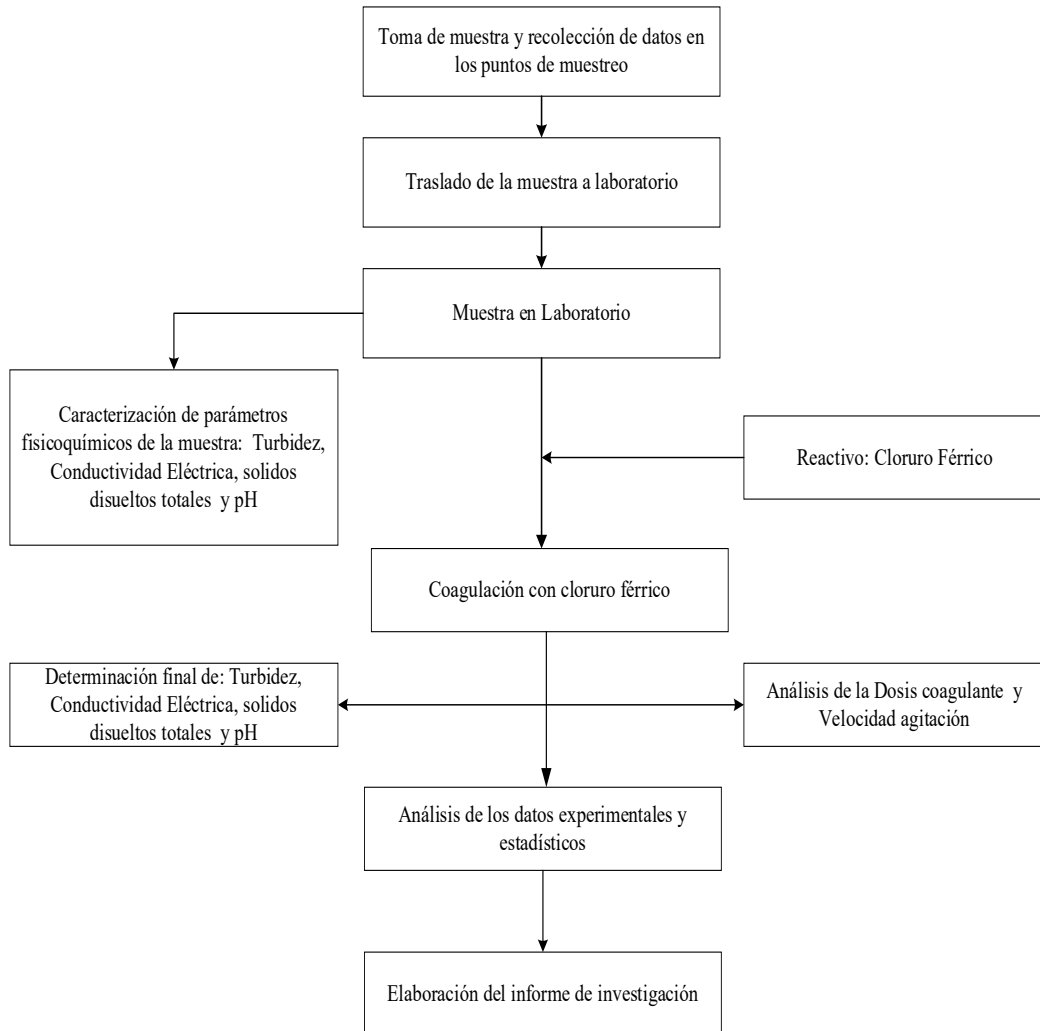 Toma de muestra y recolección de datos en
los puntos de muestreo
Traslado de la muestra a laboratorio
Muestra en Laboratorio
Caracterización de parámetros
fisicoquímicos de la muestra: Turbidez,
Conductividad Eléctrica, solidos
disueltos totales y pH
Reactivo: Cloruro Férrico
Coagulación con cloruro férrico
Determinación final de: Turbidez,
Conductividad Eléctrica, solidos
disueltos totales y pH
Análisis de la Dosis coagulante y
Velocidad agitación
Análisis de los datos experimentales y
estadísticos
Elaboración del informe de investigación